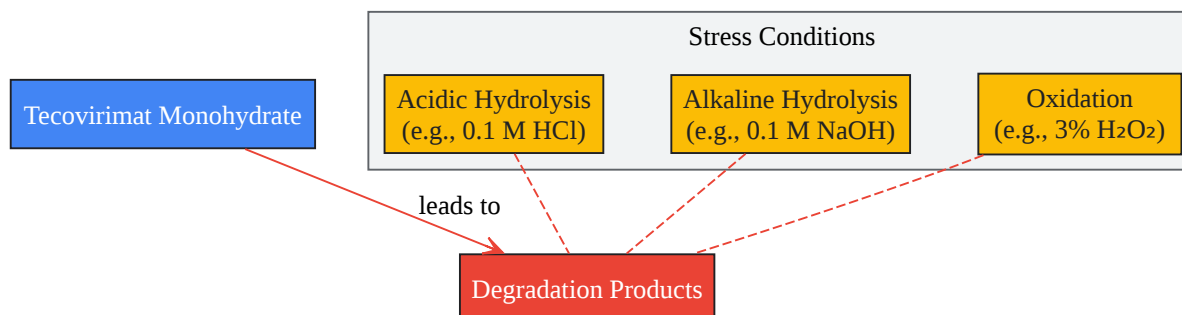 Stress Conditions
Tecovirimat Monohydrate
Acidic Hydrolysis
(e.g., 0.1 M HCl)
Alkaline Hydrolysis
(e.g., 0.1 M NaOH)
Oxidation
(e.g., 3% H₂O₂)
leads to
Degradation Products